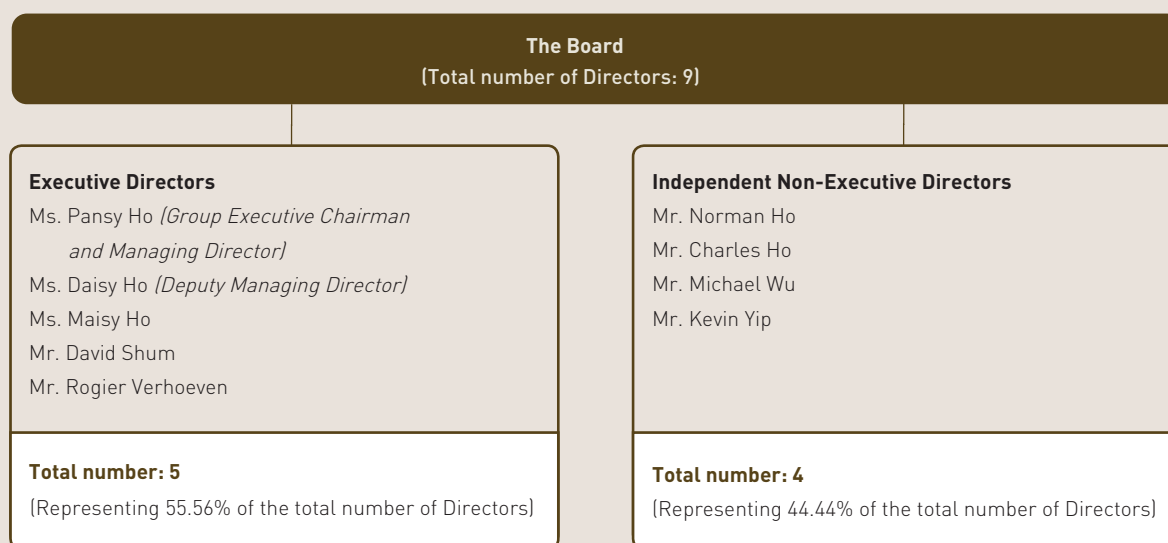 The Board
(Total number of Directors: 9)
Executive Directors
Ms. Pansy Ho (Group Executive Chairman
and Managing Director)
Ms. Daisy Ho (Deputy Managing Director)
Ms. Maisy Ho
Mr. David Shum
Mr. Rogier Verhoeven
Total number: 5
(Representing 55.56% of the total number of Directors)
Independent Non-Executive Directors
Mr. Norman Ho
Mr. Charles Ho
Mr. Michael Wu
Mr. Kevin Yip
Total number: 4
(Representing 44.44% of the total number of Directors)